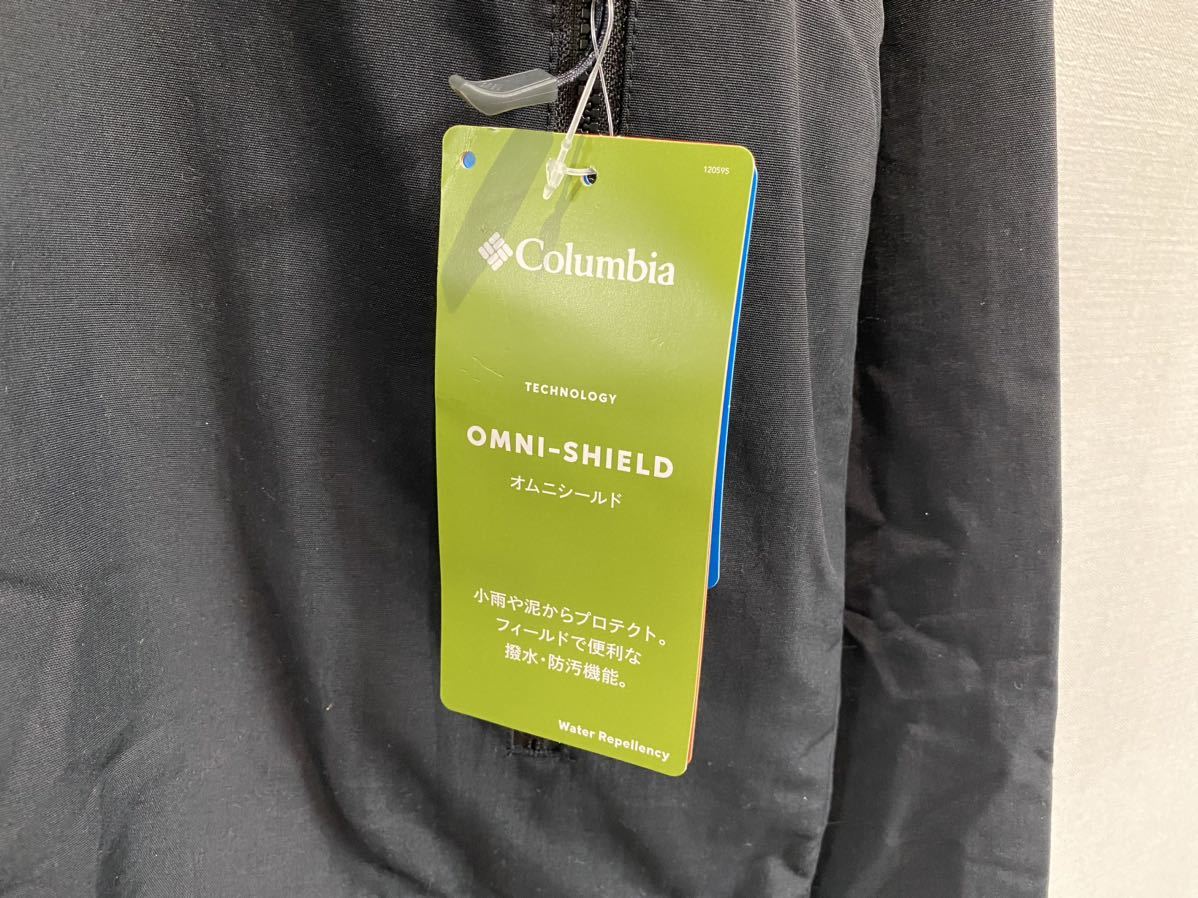 12059S
Columbia
TECHNOLOGY
OMNI-SHIELD
オムニシールド
小雨や泥からプロテクト。
フィールドで便利な
撥水・防汚機能。
Water Repellency